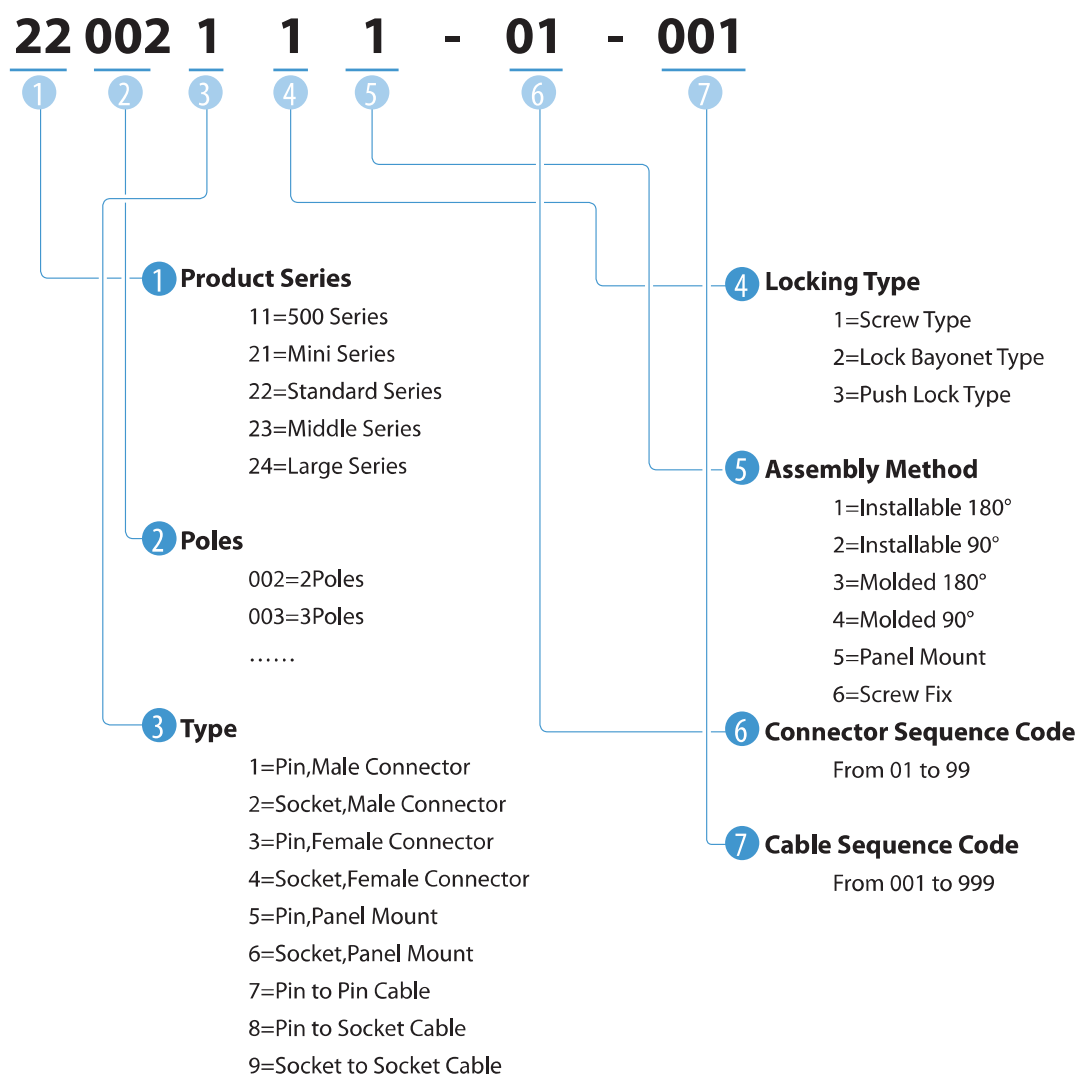 22 002 1 1 1 - 01 - 001
1 2 3 4 5 6 7
1 Product Series
11=500 Series
21=Mini Series
22=Standard Series
23=Middle Series
24=Large Series
2 Poles
002=2Poles
003=3Poles
......
3 Type
1=Pin,Male Connector
2=Socket,Male Connector
3=Pin,Female Connector
4=Socket,Female Connector
5=Pin,Panel Mount
6=Socket,Panel Mount
7=Pin to Pin Cable
8=Pin to Socket Cable
9=Socket to Socket Cable
4 Locking Type
1=Screw Type
2=Lock Bayonet Type
3=Push Lock Type
5 Assembly Method
1=Installable 180°
2=Installable 90°
3=Molded 180°
4=Molded 90°
5=Panel Mount
6=Screw Fix
6 Connector Sequence Code
From 01 to 99
7 Cable Sequence Code
From 001 to 999